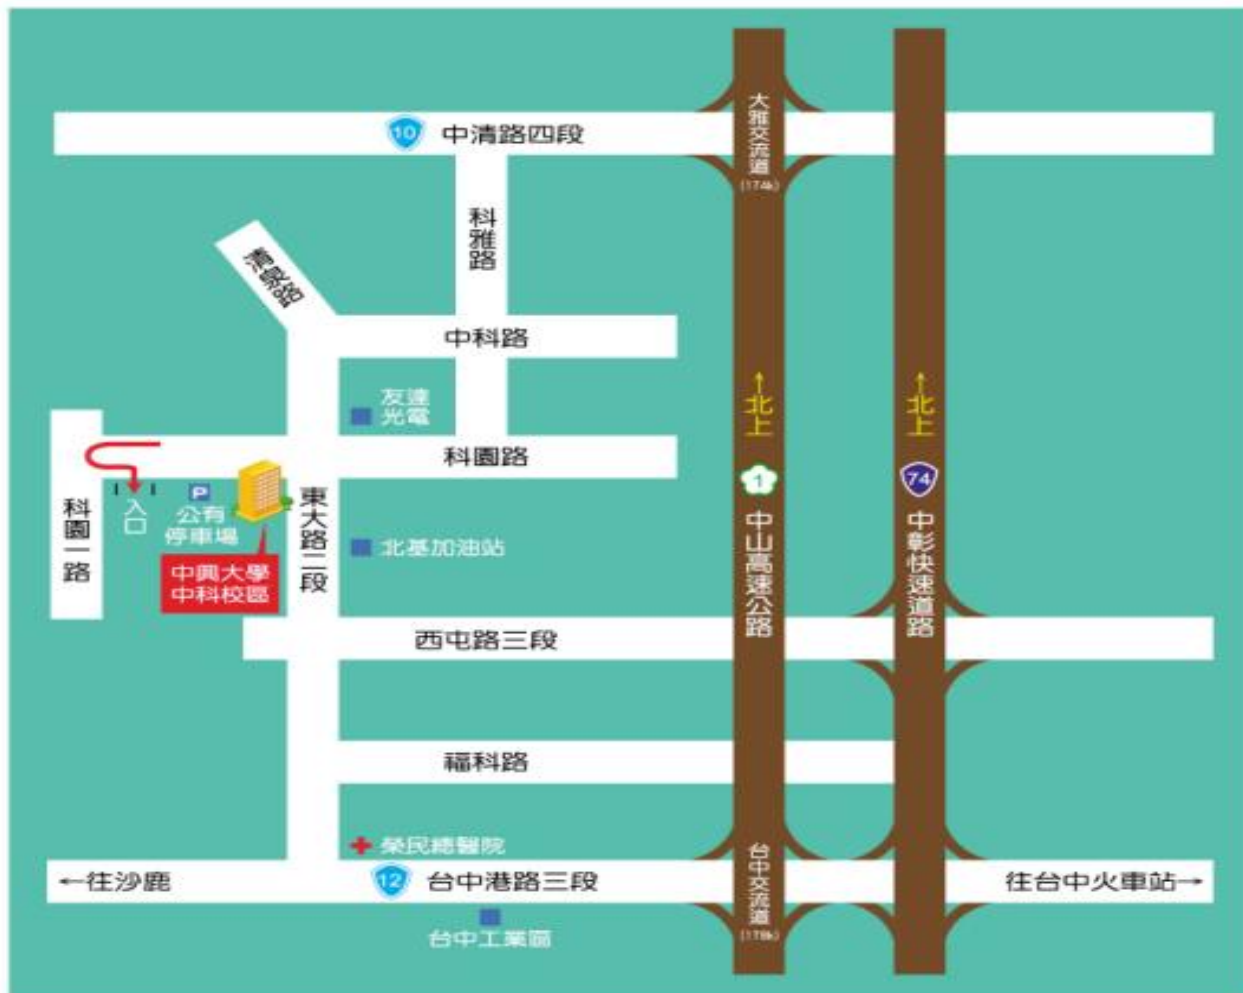 10 中清路四段
大雅交流道
(174k)
科雅路
清泉路
中科路
友達
光電
←北上
←北上
科園路
1
74
科園一路
入口
P
公有
停車場
東大路二段
北基加油站
中山高速公路
中彰快速道路
中興大學
中科校區
西屯路三段
福科路
榮民總醫院
←往沙鹿
12 台中港路三段
台中交流道
(178k)
往台中火車站→
台中工業區